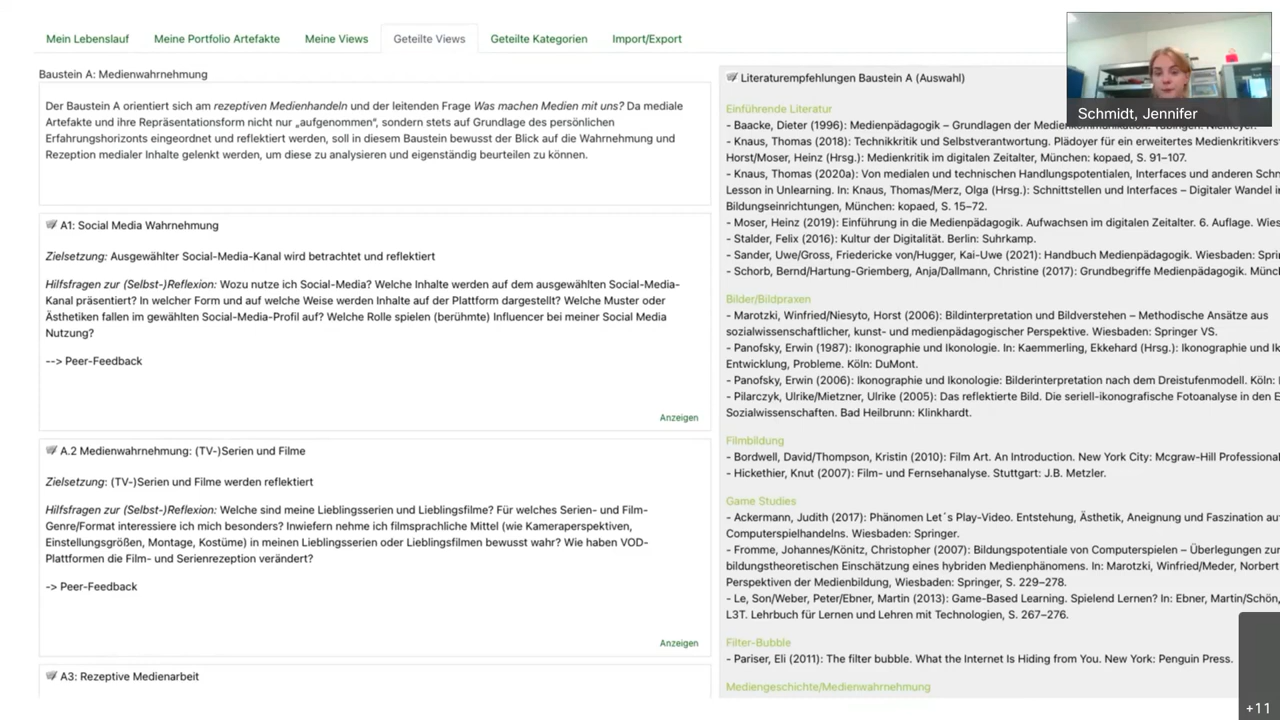 Mein Lebenslauf
Meine Portfolio Artefakte
Meine Views
Geteilte Views
Geteilte Kategorien
Import/Export
Baustein A: Medienwahrnehmung
Der Baustein A orientiert sich am rezeptiven Medienhandeln und der leitenden Frage Was machen Medien mit uns? Da mediale
Artefakte und ihre Repräsentationsform nicht nur „aufgenommen“, sondern stets auf Grundlage des persönlichen
Erfahrungshorizonts eingeordnet und reflektiert werden, soll in diesem Baustein bewusst der Blick auf die Wahrnehmung und
Rezeption medialer Inhalte gelenkt werden, um diese zu analysieren und eigenständig beurteilen zu können.
A1: Social Media Wahrnehmung
Zielsetzung: Ausgewählter Social-Media-Kanal wird betrachtet und reflektiert
Hilfsfragen zur (Selbst-)Reflexion: Wozu nutze ich Social-Media? Welche Inhalte werden auf dem ausgewählten Social-Media-
Kanal präsentiert? In welcher Form und auf welche Weise werden Inhalte auf der Plattform dargestellt? Welche Muster oder
Ästhetiken fallen im gewählten Social-Media-Profil auf? Welche Rolle spielen (berühmte) Influencer bei meiner Social Media
Nutzung?
--> Peer-Feedback
Anzeigen
A.2 Medienwahrnehmung: (TV-)Serien und Filme
Zielsetzung: (TV-)Serien und Filme werden reflektiert
Hilfsfragen zur (Selbst-)Reflexion: Welche sind meine Lieblingsserien und Lieblingsfilme? Für welches Serien- und Film-
Genre/Format interessiere ich mich besonders? Inwiefern nehme ich filmsprachliche Mittel (wie Kameraperspektiven,
Einstellungsgrößen, Montage, Kostüme) in meinen Lieblingsserien oder Lieblingsfilmen bewusst wahr? Wie haben VOD-
Plattformen die Film- und Serienrezeption verändert?
-> Peer-Feedback
Anzeigen
A3: Rezeptive Medienarbeit
Literaturempfehlungen Baustein A (Auswahl)
Einführende Literatur
- Baacke, Dieter (1996): Medienpädagogik – Grundlagen der Medienkommunikation. Tübingen: Niemeyer.
- Knaus, Thomas (2018): Technikkritik und Selbstverantwortung. Plädoyer für ein erweitertes Medienkritikvers
Horst/Moser, Heinz (Hrsg.): Medienkritik im digitalen Zeitalter, München: kopaed, S. 91–107.
- Knaus, Thomas (2020a): Von medialen und technischen Handlungspotentialen, Interfaces und anderen Schn
Lesson in Unlearning. In: Knaus, Thomas/Merz, Olga (Hrsg.): Schnittstellen und Interfaces – Digitaler Wandel i
Bildungseinrichtungen, München: kopaed, S. 15–72.
- Moser, Heinz (2019): Einführung in die Medienpädagogik. Aufwachsen im digitalen Zeitalter. 6. Auflage. Wies
- Stalder, Felix (2016): Kultur der Digitalität. Berlin: Suhrkamp.
- Sander, Uwe/Gross, Friedericke von/Hugger, Kai-Uwe (2021): Handbuch Medienpädagogik. Wiesbaden: Sprin
- Schorb, Bernd/Hartung-Griemberg, Anja/Dallmann, Christine (2017): Grundbegriffe Medienpädagogik. Münc
Bilder/Bildpraxen
- Marotzki, Winfried/Niesyto, Horst (2006): Bildinterpretation und Bildverstehen – Methodische Ansätze aus
sozialwissenschaftlicher, kunst- und medienpädagogischer Perspektive. Wiesbaden: Springer VS.
- Panofsky, Erwin (1987): Ikonographie und Ikonologie. In: Kaemmerling, Ekkehard (Hrsg.): Ikonographie und Ik
Entwicklung, Probleme. Köln: DuMont.
- Panofsky, Erwin (2006): Ikonographie und Ikonologie: Bilderinterpretation nach dem Dreistufenmodell. Köln:
- Pilarczyk, Ulrike/Mietzner, Ulrike (2005): Das reflektierte Bild. Die seriell-ikonografische Fotoanalyse in den E
Sozialwissenschaften. Bad Heilbrunn: Klinkhardt.
Filmbildung
- Bordwell, David/Thompson, Kristin (2010): Film Art. An Introduction. New York City: Mcgraw-Hill Professional
- Hickethier, Knut (2007): Film- und Fernsehanalyse. Stuttgart: J.B. Metzler.
Game Studies
- Ackermann, Judith (2017): Phänomen Let´s Play-Video. Entstehung, Ästhetik, Aneignung und Faszination au
Computerspielhandelns. Wiesbaden: Springer.
- Fromme, Johannes/Könitz, Christopher (2007): Bildungspotentiale von Computerspielen – Überlegungen zur
bildungstheoretischen Einschätzung eines hybriden Medienphänomens. In: Marotzki, Winfried/Meder, Norbert
Perspektiven der Medienbildung, Wiesbaden: Springer, S. 229–278.
- Le, Son/Weber, Peter/Ebner, Martin (2013): Game-Based Learning. Spielend Lernen? In: Ebner, Martin/Schön,
L3T. Lehrbuch für Lernen und Lehren mit Technologien, S. 267–276.
Filter-Bubble
- Pariser, Eli (2011): The filter bubble. What the Internet Is Hiding from You. New York: Penguin Press.
Mediengeschichte/Medienwahrnehmung
Schmidt, Jennifer
+11